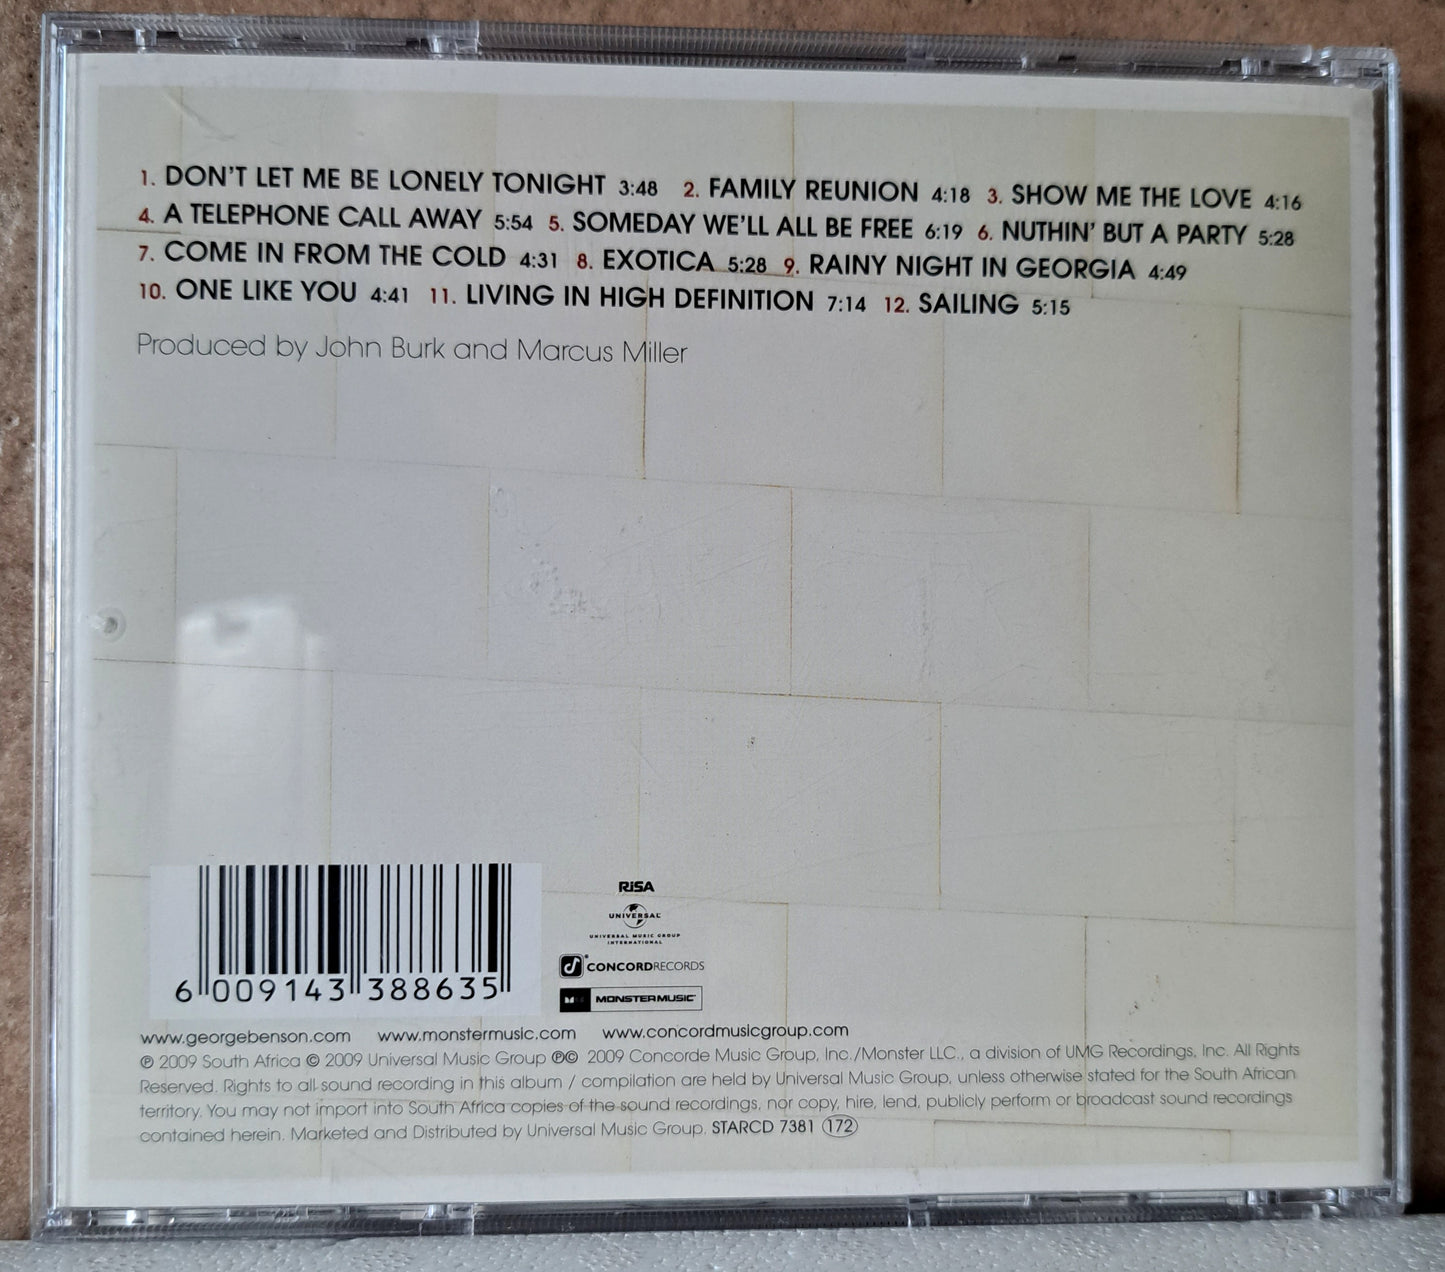 1. DON'T LET ME BE LONELY TONIGHT 3:48 2. FAMILY REUNION 4:18 3. SHOW ME THE LOVE 4:16
4. A TELEPHONE CALL AWAY 5:54 5. SOMEDAY WE'LL ALL BE FREE 6:19 6. NUTHIN' BUT A PARTY 5:28
7. COME IN FROM THE COLD 4:31 8. EXOTICA 5:28 9. RAINY NIGHT IN GEORGIA 4:49
10. ONE LIKE YOU 4:41 11. LIVING IN HIGH DEFINITION 7:14 12. SAILING 5:15
Produced by John Burk and Marcus Miller
RiSA
UNIVERSAL
UNIVERSAL MUSIC GROUP
INTERNATIONAL
CONCORDRECORDS
MONSTERMUSIC
6 009143 388635
www.georgebenson.com www.monstermusic.com www.concordmusicgroup.com
℗ 2009 South Africa © 2009 Universal Music Group ℗© 2009 Concorde Music Group, Inc./Monster LLC., a division of UMG Recordings, Inc. All Rights
Reserved. Rights to all sound recording in this album / compilation are held by Universal Music Group, unless otherwise stated for the South African
territory. You may not import into South Africa copies of the sound recordings, nor copy, hire, lend, publicly perform or broadcast sound recordings
contained herein. Marketed and Distributed by Universal Music Group. STARCD 7381 172